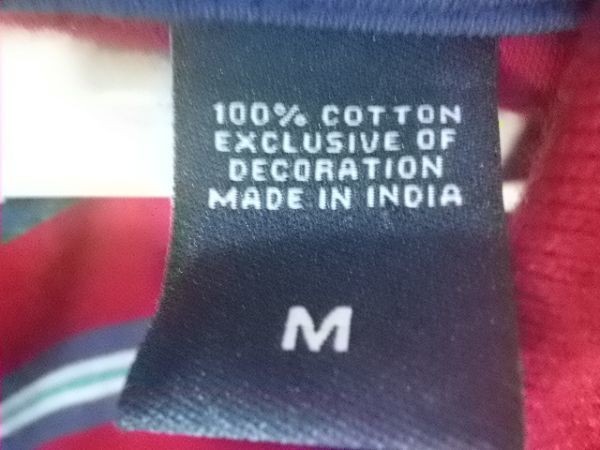 100% COTTON
EXCLUSIVE OF
DECORATION
MADE IN INDIA
M